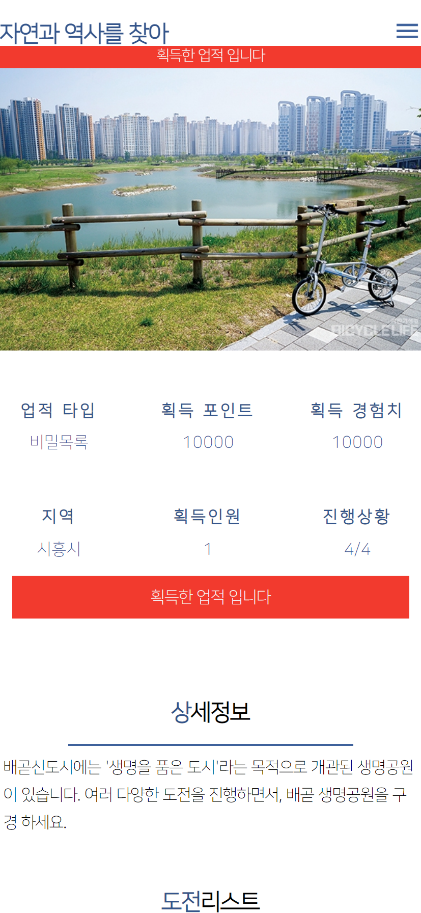 자연과 역사를 찾아
획득한 업적 입니다
BICYCLE LIFE
업적 타입 획득 포인트 획득 경험치
비밀목록 10000 10000
지역 획득인원 진행상황
시흥시 1 4/4
획득한 업적 입니다
상세정보
배곧신도시에는 '생명을 품은 도시'라는 목적으로 개관된 생명공원
이 있습니다. 여러 다양한 도전을 진행하면서, 배곧 생명공원을 구
경 하세요.
도전리스트